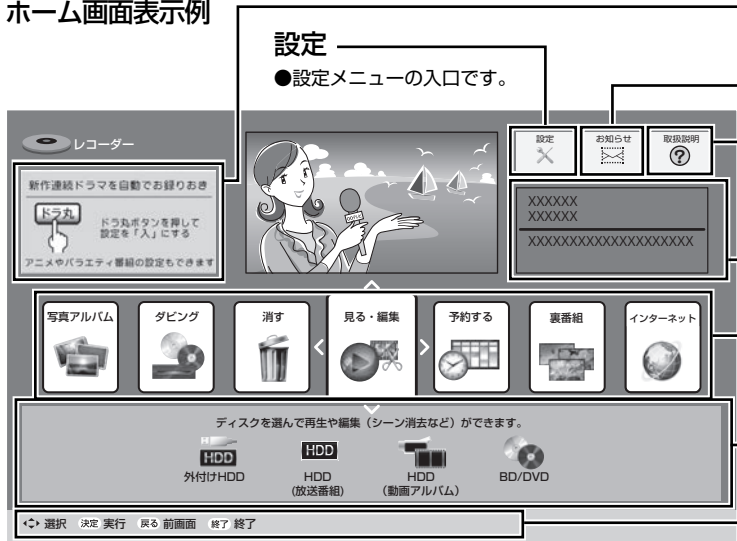 ホーム画面表示例
設定
●設定メニューの入口です。
レコーダー
設定
お知らせ
取扱説明
新作連続ドラマを自動でお録りおき
ドラ丸
ドラ丸ボタンを押して
設定を「入」にする
アニメやバラエティ番組の設定もできます
XXXXXX
XXXXXX
XXXXXXXXXXXXXXXXXXXXX
写真アルバム
ダビング
消す
見る・編集
予約する
裏番組
インターネット
ディスクを選んで再生や編集（シーン消去など）ができます。
HDD
外付けHDD
HDD
HDD
(放送番組)
HDD
(動画アルバム)
BD/DVD
選択 決定 実行 戻る 前画面 終了 終了